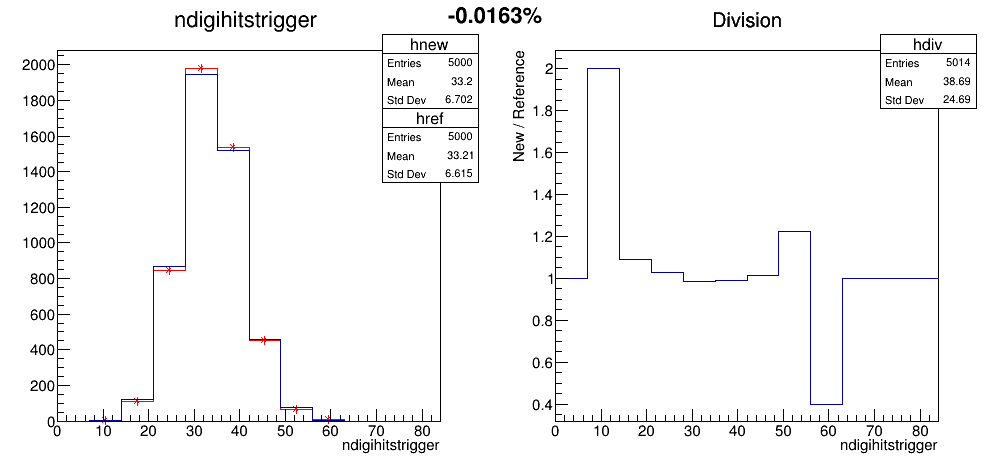 -0.0163%
ndigihitstrigger
hnew
Entries 5000
Mean 33.2
Std Dev 6.702
href
Entries 5000
Mean 33.21
Std Dev 6.615
2000
1800
1600
1400
1200
1000
800
600
400
200
0
0 10 20 30 40 50 60 70 80
ndigihitstrigger
Division
hdiv
Entries 5014
Mean 38.69
Std Dev 24.69
New / Reference
2
1.8
1.6
1.4
1.2
1
0.8
0.6
0.4
0 10 20 30 40 50 60 70 80
ndigihitstrigger